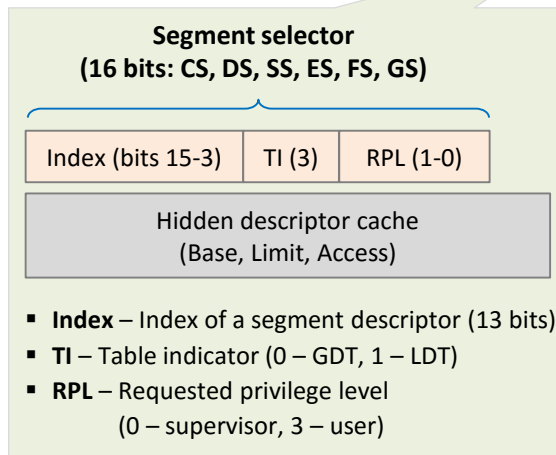 Segment selector
(16 bits: CS, DS, SS, ES, FS, GS)
Index (bits 15-3) TI (3) RPL (1-0)
Hidden descriptor cache
(Base, Limit, Access)
▪ Index – Index of a segment descriptor (13 bits)
▪ TI – Table indicator (0 – GDT, 1 – LDT)
▪ RPL – Requested privilege level
(0 – supervisor, 3 – user)